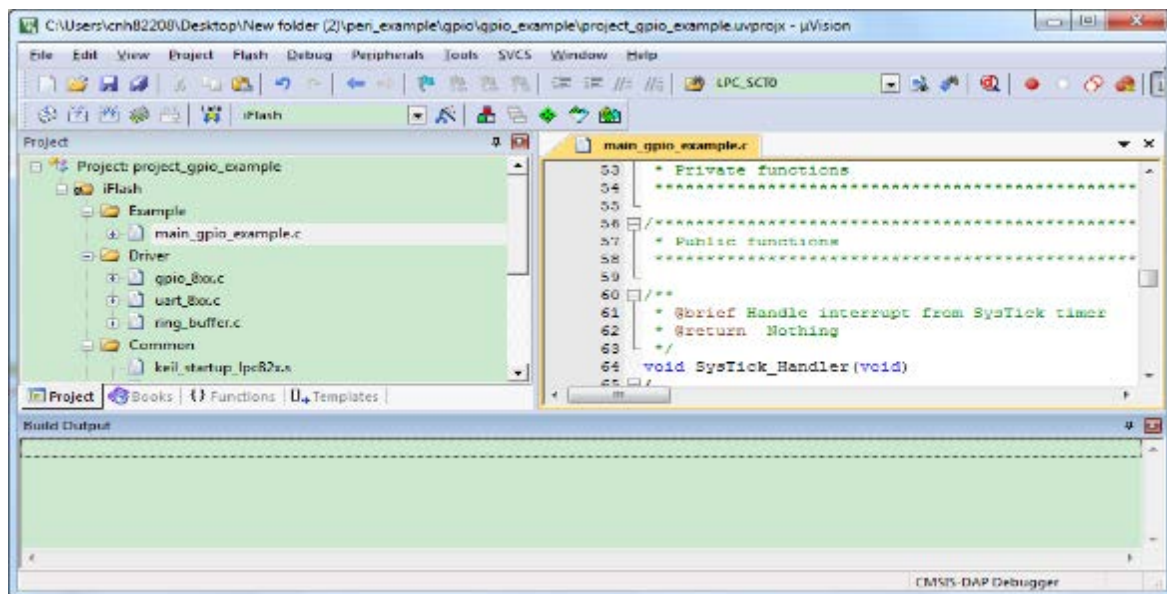 C:\Users\cnh82208\Desktop\New folder (2)\peri_example\gpio\gpio_example\project_gpio_example.uvprojx - µVision
File Edit View Project Flash Debug Peripherals Tools SVCS Window Help
LPC_SCT0
iFlash
Project
Project: project_gpio_example
iFlash
Example
main_gpio_example.c
Driver
gpio_8xx.c
uart_8xx.c
ring_buffer.c
Common
keil_startup_lpc82x.s
Project Books {} Functions 0₊ Templates
main_gpio_example.c
53 * Private functions
54 ************************************************
55
56 /************************************************
57 * Public functions
58 ************************************************
59
60 /**
61 * @brief Handle interrupt from SysTick timer
62 * @return Nothing
63 */
64 void SysTick_Handler(void)
65 {
Build Output
CMSIS-DAP Debugger